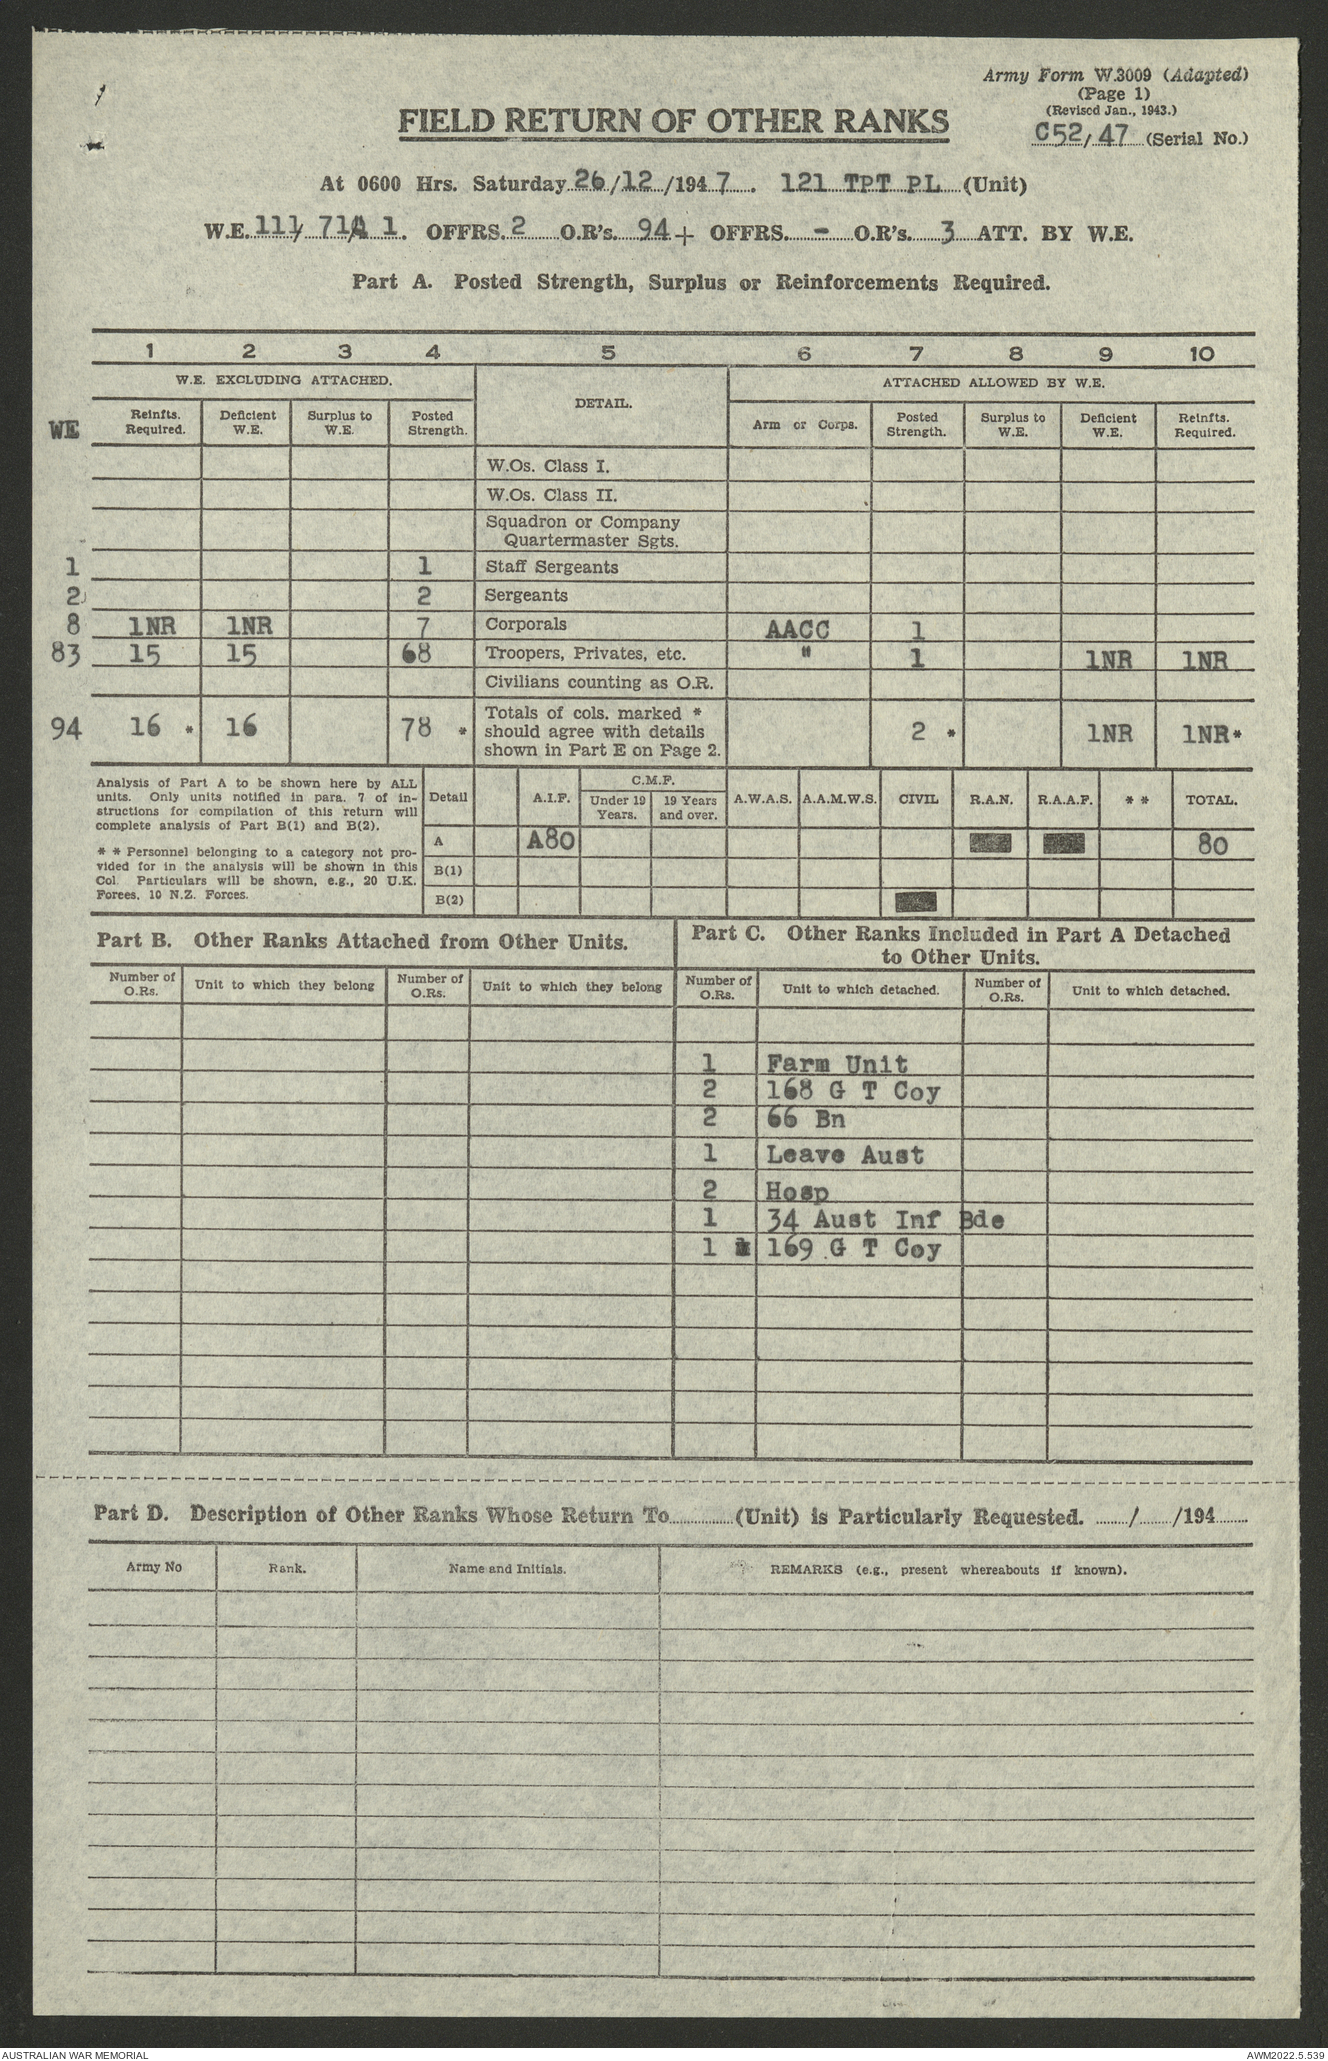 Army Form W.3009 (Adapted)
(Page 1)
(Revised Jan., 1943.)
C52/47 (Serial No.)
FIELD RETURN OF OTHER RANKS
At 0600 Hrs. Saturday 26/12/1947. 121 TPT PL (Unit)
W.E. 111/ 71A 1. OFFRS. 2 O.R's. 94 + OFFRS. - O.R's. 3 ATT. BY W.E.
Part A. Posted Strength, Surplus or Reinforcements Required.
1 2 3 4 5 6 7 8 9 10
W.E. EXCLUDING ATTACHED. DETAIL. ATTACHED ALLOWED BY W.E.
WE Reinfts. Required. Deficient W.E. Surplus to W.E. Posted Strength. Arm or Corps. Posted Strength. Surplus to W.E. Deficient W.E. Reinfts. Required.
W.Os. Class I.
W.Os. Class II.
Squadron or Company
Quartermaster Sgts.
1 1 Staff Sergeants
2 2 Sergeants
8 1NR 1NR 7 Corporals AACC 1
83 15 15 68 Troopers, Privates, etc. " 1 1NR 1NR
Civilians counting as O.R.
94 16 * 16 78 * Totals of cols. marked * should agree with details shown in Part E on Page 2. 2 * 1NR 1NR*
Analysis of Part A to be shown here by ALL
units. Only units notified in para. 7 of in-
structions for compilation of this return will
complete analysis of Part B(1) and B(2).
* * Personnel belonging to a category not pro-
vided for in the analysis will be shown in this
Col. Particulars will be shown, e.g., 20 U.K.
Forces, 10 N.Z. Forces.
Detail A.I.F. C.M.F. Under 19 Years. 19 Years and over. A.W.A.S. A.A.M.W.S. CIVIL R.A.N. R.A.A.F. * * TOTAL.
A A80 80
B(1)
B(2)
Part B. Other Ranks Attached from Other Units.
Number of O.Rs. Unit to which they belong Number of O.Rs. Unit to which they belong
Part C. Other Ranks Included in Part A Detached
to Other Units.
Number of O.Rs. Unit to which detached. Number of O.Rs. Unit to which detached.
1 Farm Unit
2 168 G T Coy
2 66 Bn
1 Leave Aust
2 Hosp
1 34 Aust Inf Bde
1 169 G T Coy
Part D. Description of Other Ranks Whose Return To (Unit) is Particularly Requested. / /194
Army No Rank. Name and Initials. REMARKS (e.g., present whereabouts if known).
AUSTRALIAN WAR MEMORIAL AWM2022.5.539